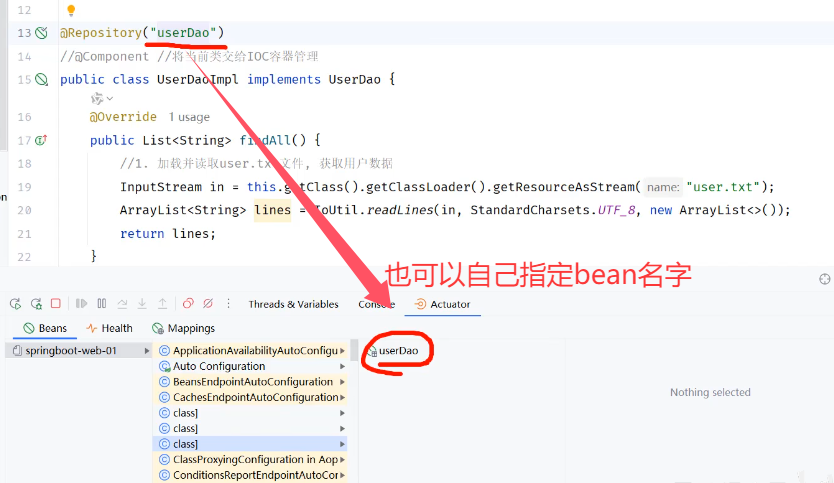 12
13 @Repository("userDao")
14 //@Component //将当前类交给IOC容器管理
15 public class UserDaoImpl implements UserDao {
16 @Override 1 usage
17 public List<String> findAll() {
18 //1. 加载并读取user.txt文件, 获取用户数据
19 InputStream in = this.getClass().getClassLoader().getResourceAsStream( name: "user.txt");
20 ArrayList<String> lines = IoUtil.readLines(in, StandardCharsets.UTF_8, new ArrayList<>());
21 return lines;
22 }
on
也可以自己指定bean名字
Threads & Variables Console Actuator
Beans Health Mappings
springboot-web-01
ApplicationAvailabilityAutoConfigu
Auto Configuration
BeansEndpointAutoConfiguration
CachesEndpointAutoConfiguration
class]
class]
class]
ClassProxyingConfiguration in Aop
ConditionsReportEndpointAutoCor
userDao
Nothing selected